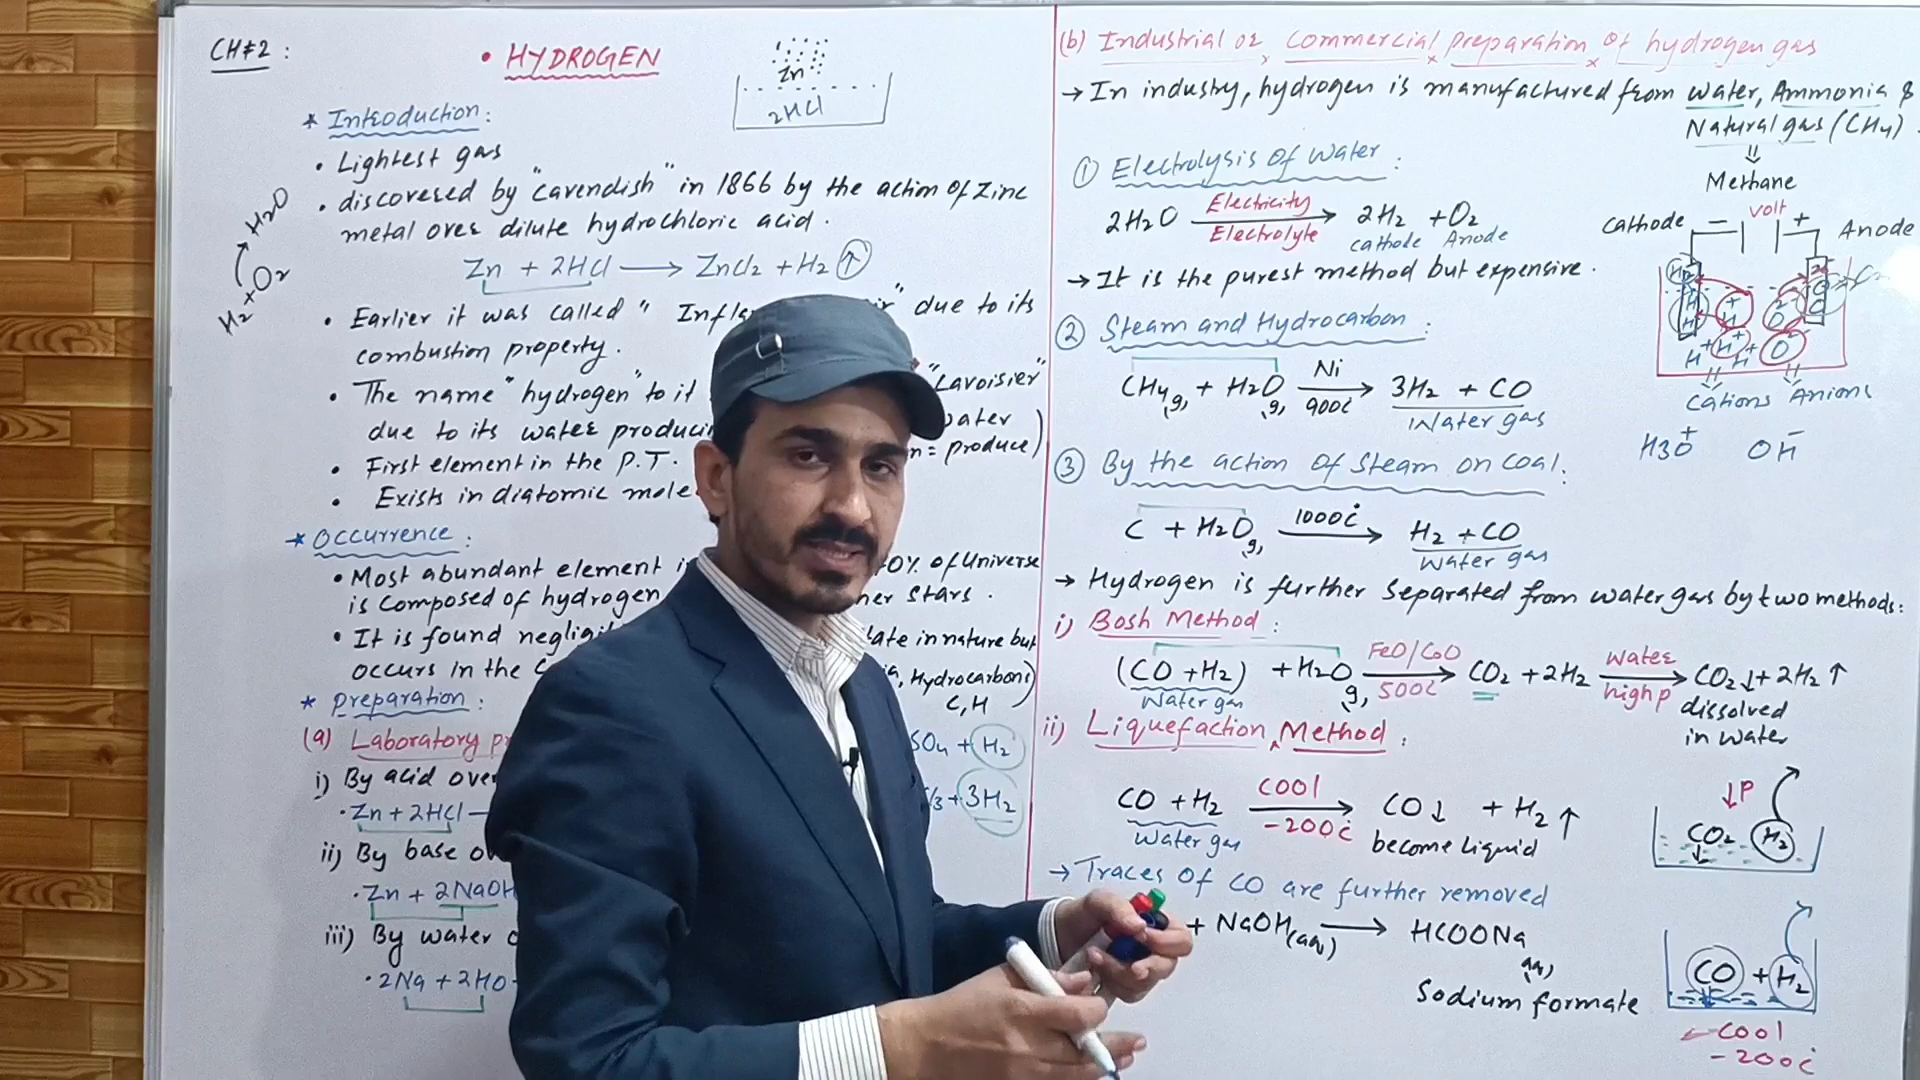 CH#2:
• HYDROGEN
Zn
2HCl
* Introduction:
• Lightest gas
• discovered by "Cavendish" in 1866 by the action of Zinc
metal over dilute hydrochloric acid.
H2+O2 → H2O
Zn + 2HCl → ZnCl2 + H2 ↑
• Earlier it was called " " due to its
combustion property.
• The name "hydrogen" to it "Lavoisier"
due to its water = produce)
• First element in the P.T.
• Exists in diatomic
* Occurrence:
• Most abundant element of Universe
is composed of hydrogen stars.
• It is found in nature but
occurs in the Hydrocarbons)
C, H
* Preparation:
(a) Laboratory
SO4 + H2
i) By acid
• Zn + 2HCl
+ 3H2
ii) By base
• Zn + 2NaOH
iii) By water
• 2Na + 2HO
(b) Industrial or commercial preparation of hydrogen gas
→ In industry, hydrogen is manufactured from water, Ammonia &
Natural gas (CH4)
=
Methane
① Electrolysis of water:
2H2O Electricity → Electrolyte 2H2 + O2
cathode Anode
→ It is the purest method but expensive.
Cathode − volt + Anode
H+ H+ H+
Cations Anions
H3O+ OH−
② Steam and Hydrocarbon:
CH4(g) + H2O(g) Ni → 900c 3H2 + CO
Water gas
③ By the action of steam on coal:
C + H2O(g) 1000c → H2 + CO
Water gas
→ Hydrogen is further separated from water gas by two methods:
i) Bosh Method:
(CO + H2) + H2O(g) FeO/CoO → 500c CO2 + 2H2 Water → high p CO2↓ + 2H2 ↑
Water gas
dissolved
in water
ii) Liquefaction Method:
CO + H2 Cool → -200c CO↓ + H2 ↑
Water gas become liquid
↓P
CO2 H2
→ Traces of CO are further removed
+ NaOH(aq) → HCOONa(aq)
Sodium formate
CO + H2
Cool
-200c